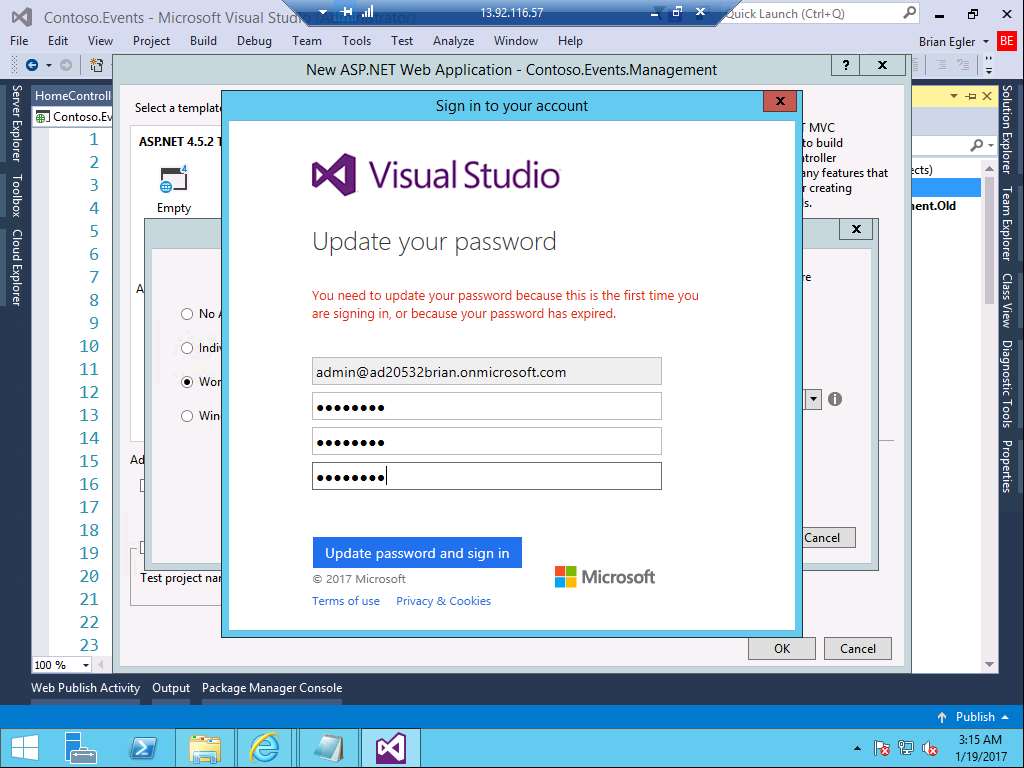 Contoso.Events - Microsoft Visual Studio (Administrator)
13.92.116.57
Quick Launch (Ctrl+Q)
File Edit View Project Build Debug Team Tools Test Analyze Window Help
Brian Egler
BE
New ASP.NET Web Application - Contoso.Events.Management
?
X
HomeControll
Contoso.Ev
Server Explorer
Toolbox
Cloud Explorer
Select a template
ASP.NET 4.5.2 T
Empty
Sign in to your account
X
Visual Studio
Update your password
You need to update your password because this is the first time you
are signing in, or because your password has expired.
admin@ad20532brian.onmicrosoft.com
Update password and sign in
© 2017 Microsoft
Terms of use Privacy & Cookies
Microsoft
T MVC
to build
ntroller
any features that
r creating
s.
X
re
No A
Indiv
Wor
Win
A
Ad
Test project nar
Cancel
OK
Cancel
ects)
ment.Old
Solution Explorer
Team Explorer
Class View
Diagnostic Tools
Properties
1
2
3
4
5
6
7
8
9
10
11
12
13
14
15
16
17
18
19
20
21
22
23
100 %
Web Publish Activity Output Package Manager Console
Publish
3:15 AM
1/19/2017